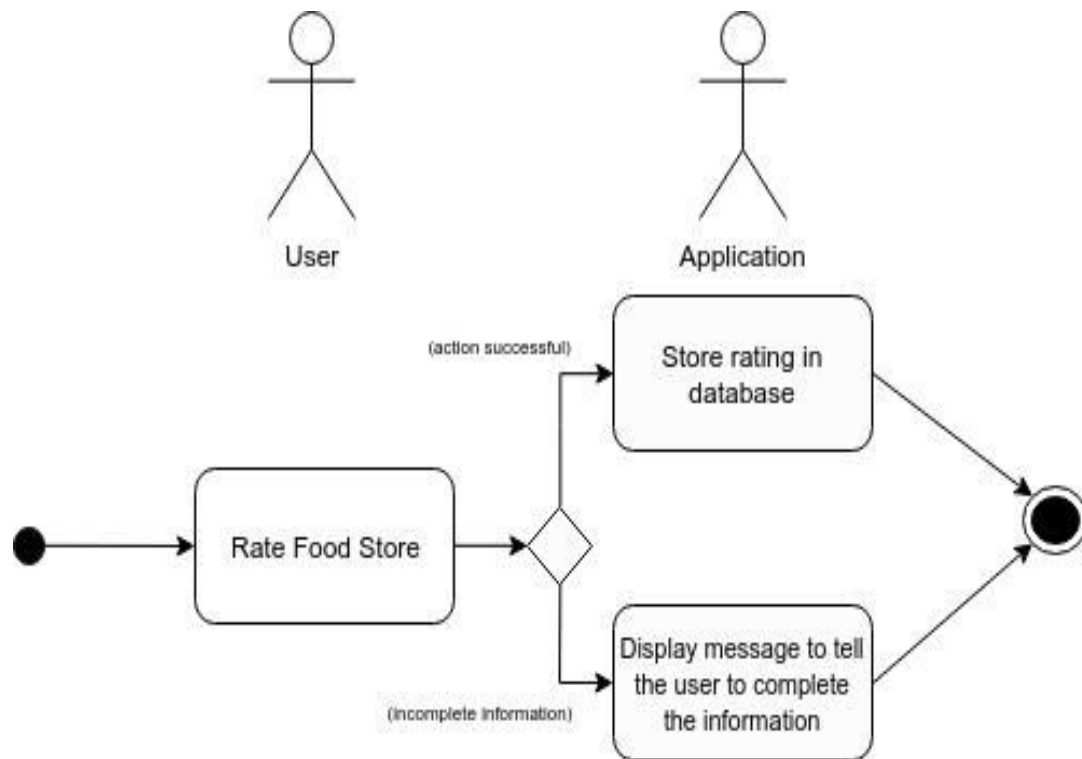 User
Application
(action successful)
Store rating in
database
Rate Food Store
Display message to tell
the user to complete
the information
(incomplete information)